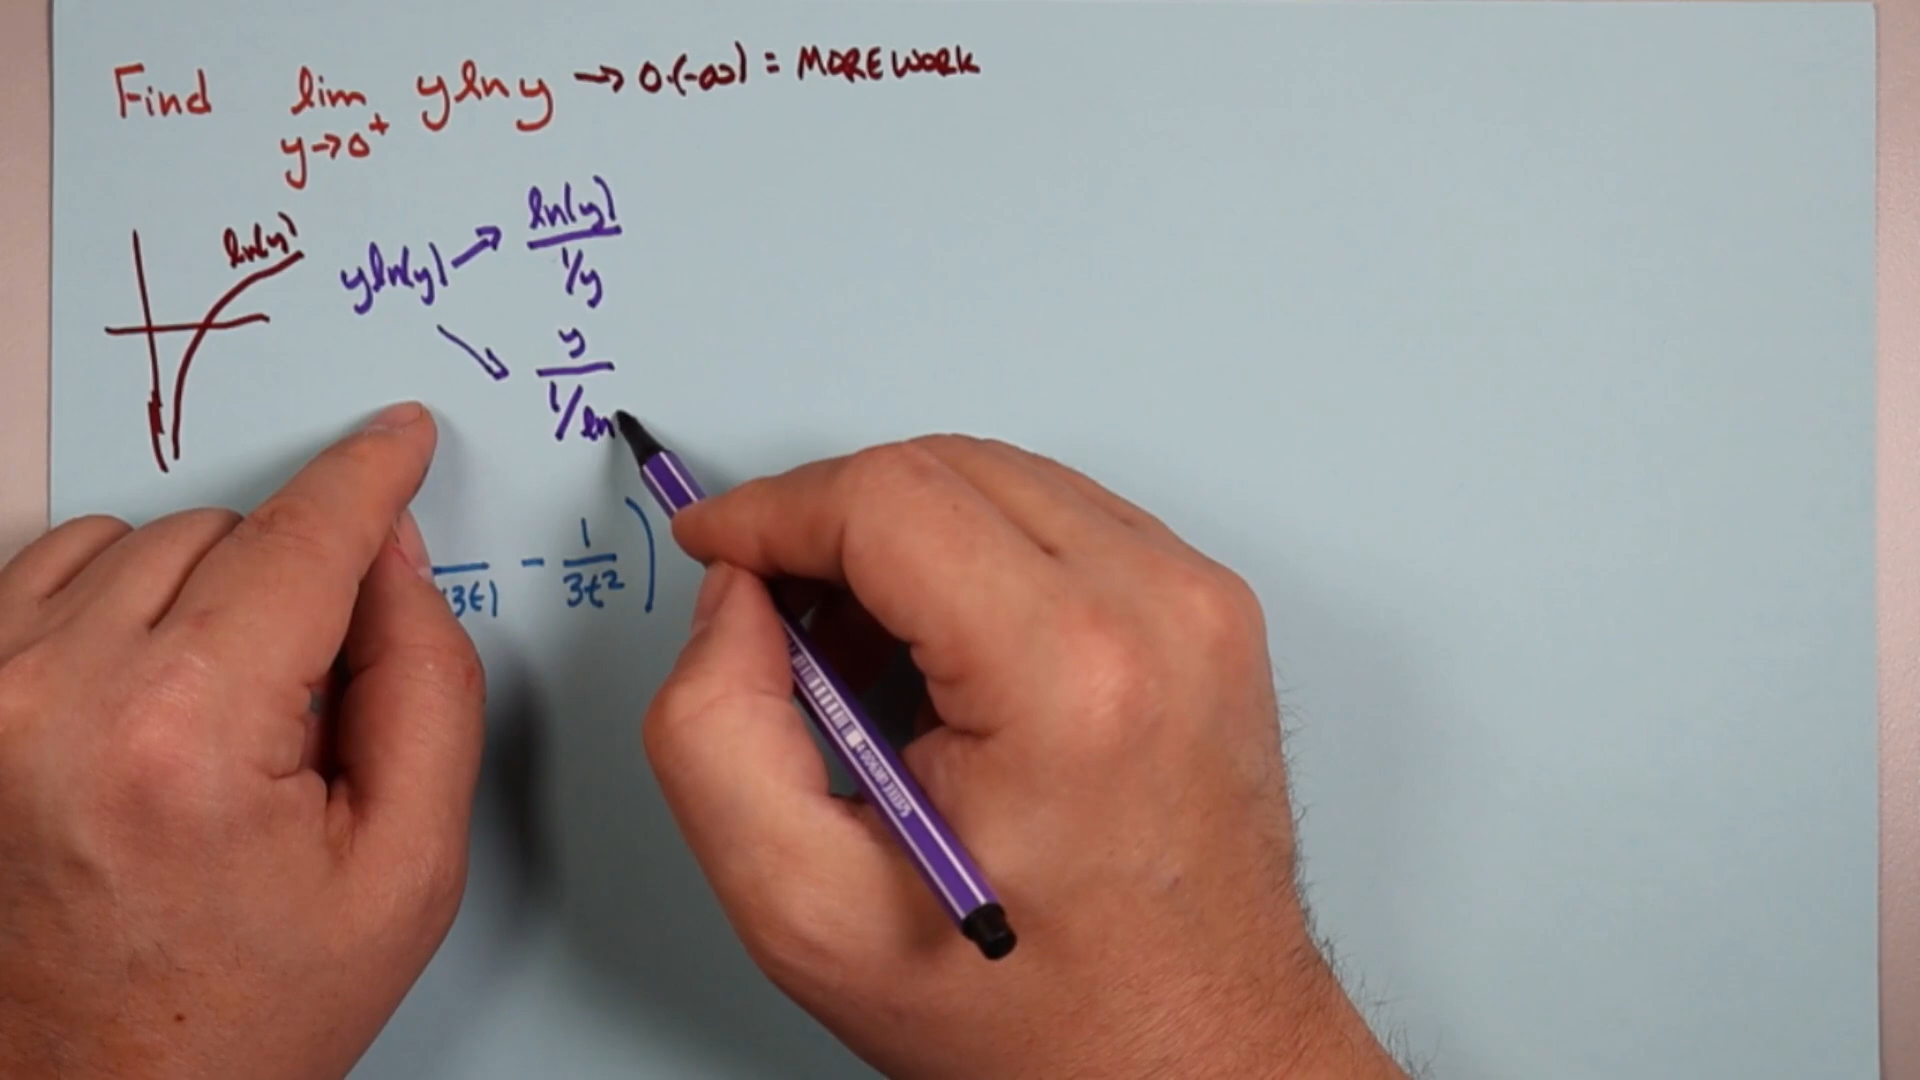 Find lim y ln y → 0·(-∞) = MORE WORK
y→0⁺
ln(y)
y ln(y) → ln(y)
1/y
y
1/ln
- 1
3t²
)